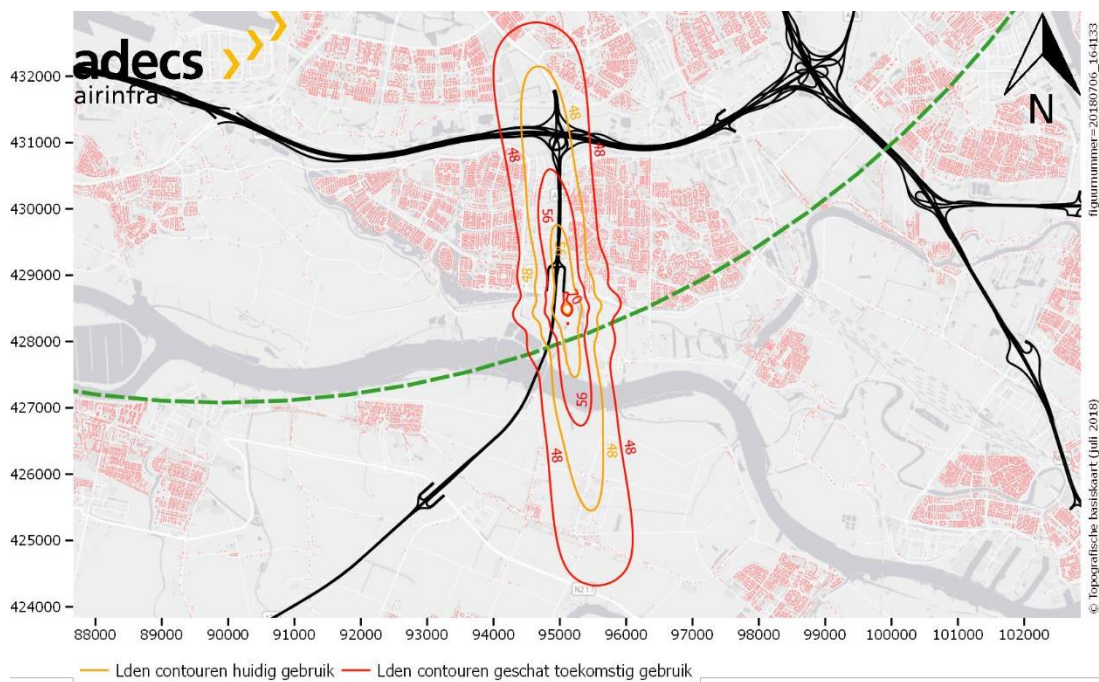 adecs
airinfra
N
figuurnummer=20180706_164133
© Topografische basiskaart (juli 2018)
432000
431000
430000
429000
428000
427000
426000
425000
424000
48
48
48
56
48
70
56
48
48
48
N217
88000 89000 90000 91000 92000 93000 94000 95000 96000 97000 98000 99000 100000 101000 102000
Lden contouren huidig gebruik
Lden contouren geschat toekomstig gebruik